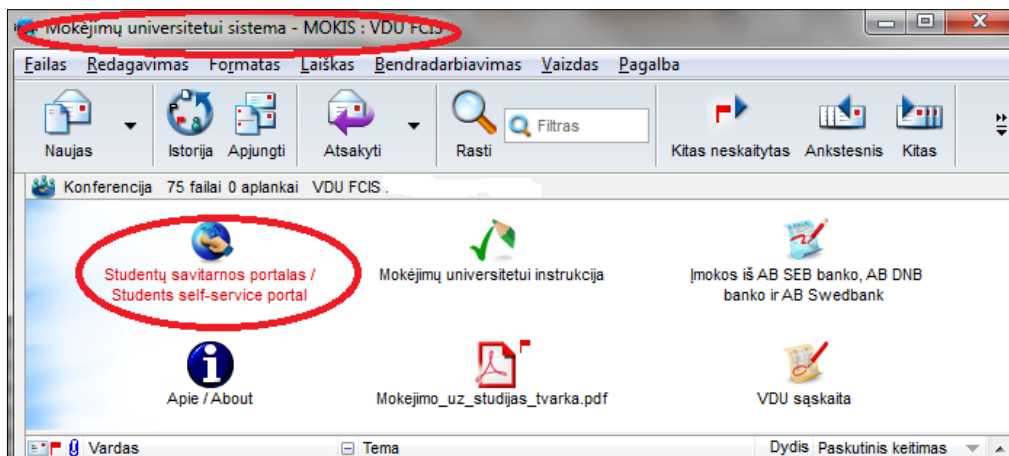 Mokėjimų universitetui sistema - MOKIS : VDU FCIS
Failas Redagavimas Formatas Laiškas Bendradarbiavimas Vaizdas Pagalba
Filtras
Naujas Istorija Apjungti Atsakyti Rasti Kitas neskaitytas Ankstesnis Kitas
Konferencija 75 failai 0 aplankai VDU FCIS .
Studentų savitarnos portalas /
Students self-service portal
Mokėjimų universitetui instrukcija
Įmokos iš AB SEB banko, AB DNB
banko ir AB Swedbank
Apie / About
Mokejimo_uz_studijas_tvarka.pdf
VDU sąskaita
Vardas Tema Dydis Paskutinis keitimas